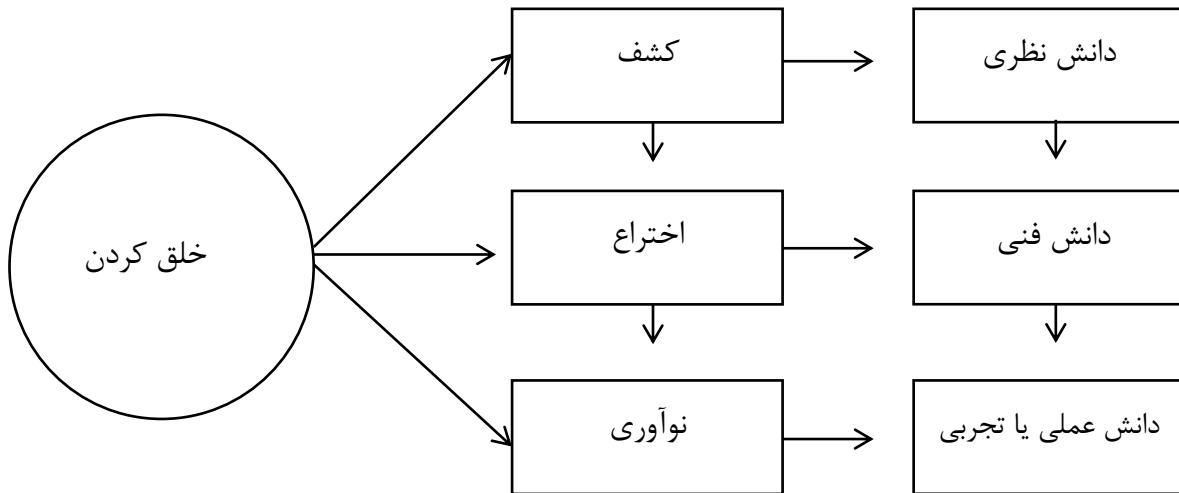 خلق کردن
کشف
دانش نظری
اختراع
دانش فنی
نوآوری
دانش عملی یا تجربی